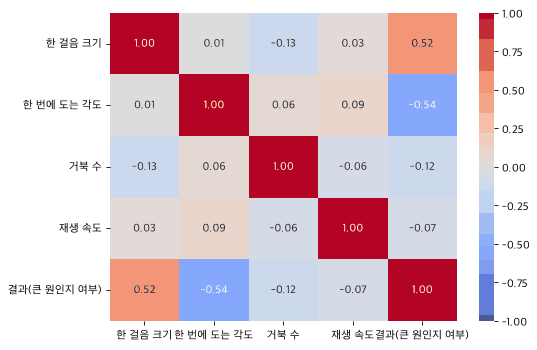 한 걸음 크기 1.00 0.01 -0.13 0.03 0.52
한 번에 도는 각도 0.01 1.00 0.06 0.09 -0.54
거북 수 -0.13 0.06 1.00 -0.06 -0.12
재생 속도 0.03 0.09 -0.06 1.00 -0.07
결과(큰 원인지 여부) 0.52 -0.54 -0.12 -0.07 1.00
한 걸음 크기 한 번에 도는 각도 거북 수 재생 속도 결과(큰 원인지 여부)
1.00
0.75
0.50
0.25
0.00
-0.25
-0.50
-0.75
-1.00